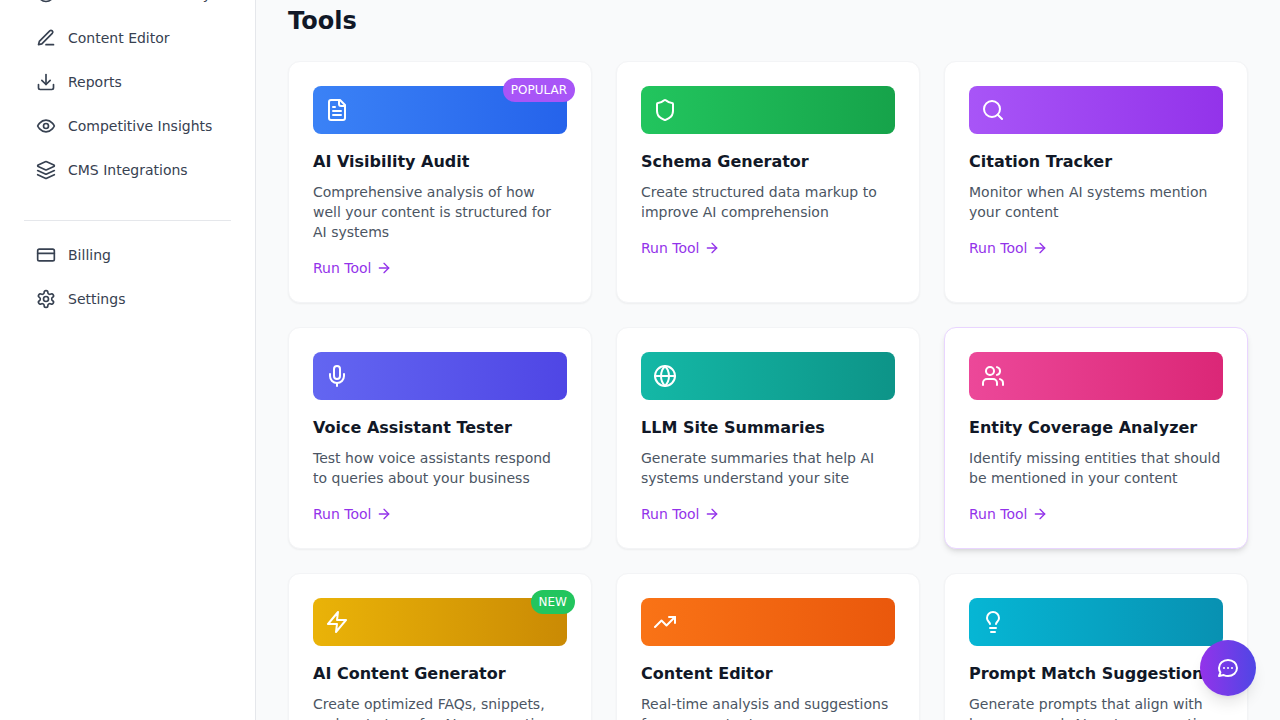 Content Editor
Reports
Competitive Insights
CMS Integrations
Billing
Settings
Tools
POPULAR
AI Visibility Audit
Comprehensive analysis of how
well your content is structured for
AI systems
Run Tool
Schema Generator
Create structured data markup to
improve AI comprehension
Run Tool
Citation Tracker
Monitor when AI systems mention
your content
Run Tool
Voice Assistant Tester
Test how voice assistants respond
to queries about your business
Run Tool
LLM Site Summaries
Generate summaries that help AI
systems understand your site
Run Tool
Entity Coverage Analyzer
Identify missing entities that should
be mentioned in your content
Run Tool
NEW
AI Content Generator
Create optimized FAQs, snippets,
Content Editor
Real-time analysis and suggestions
Prompt Match Suggestion
Generate prompts that align with